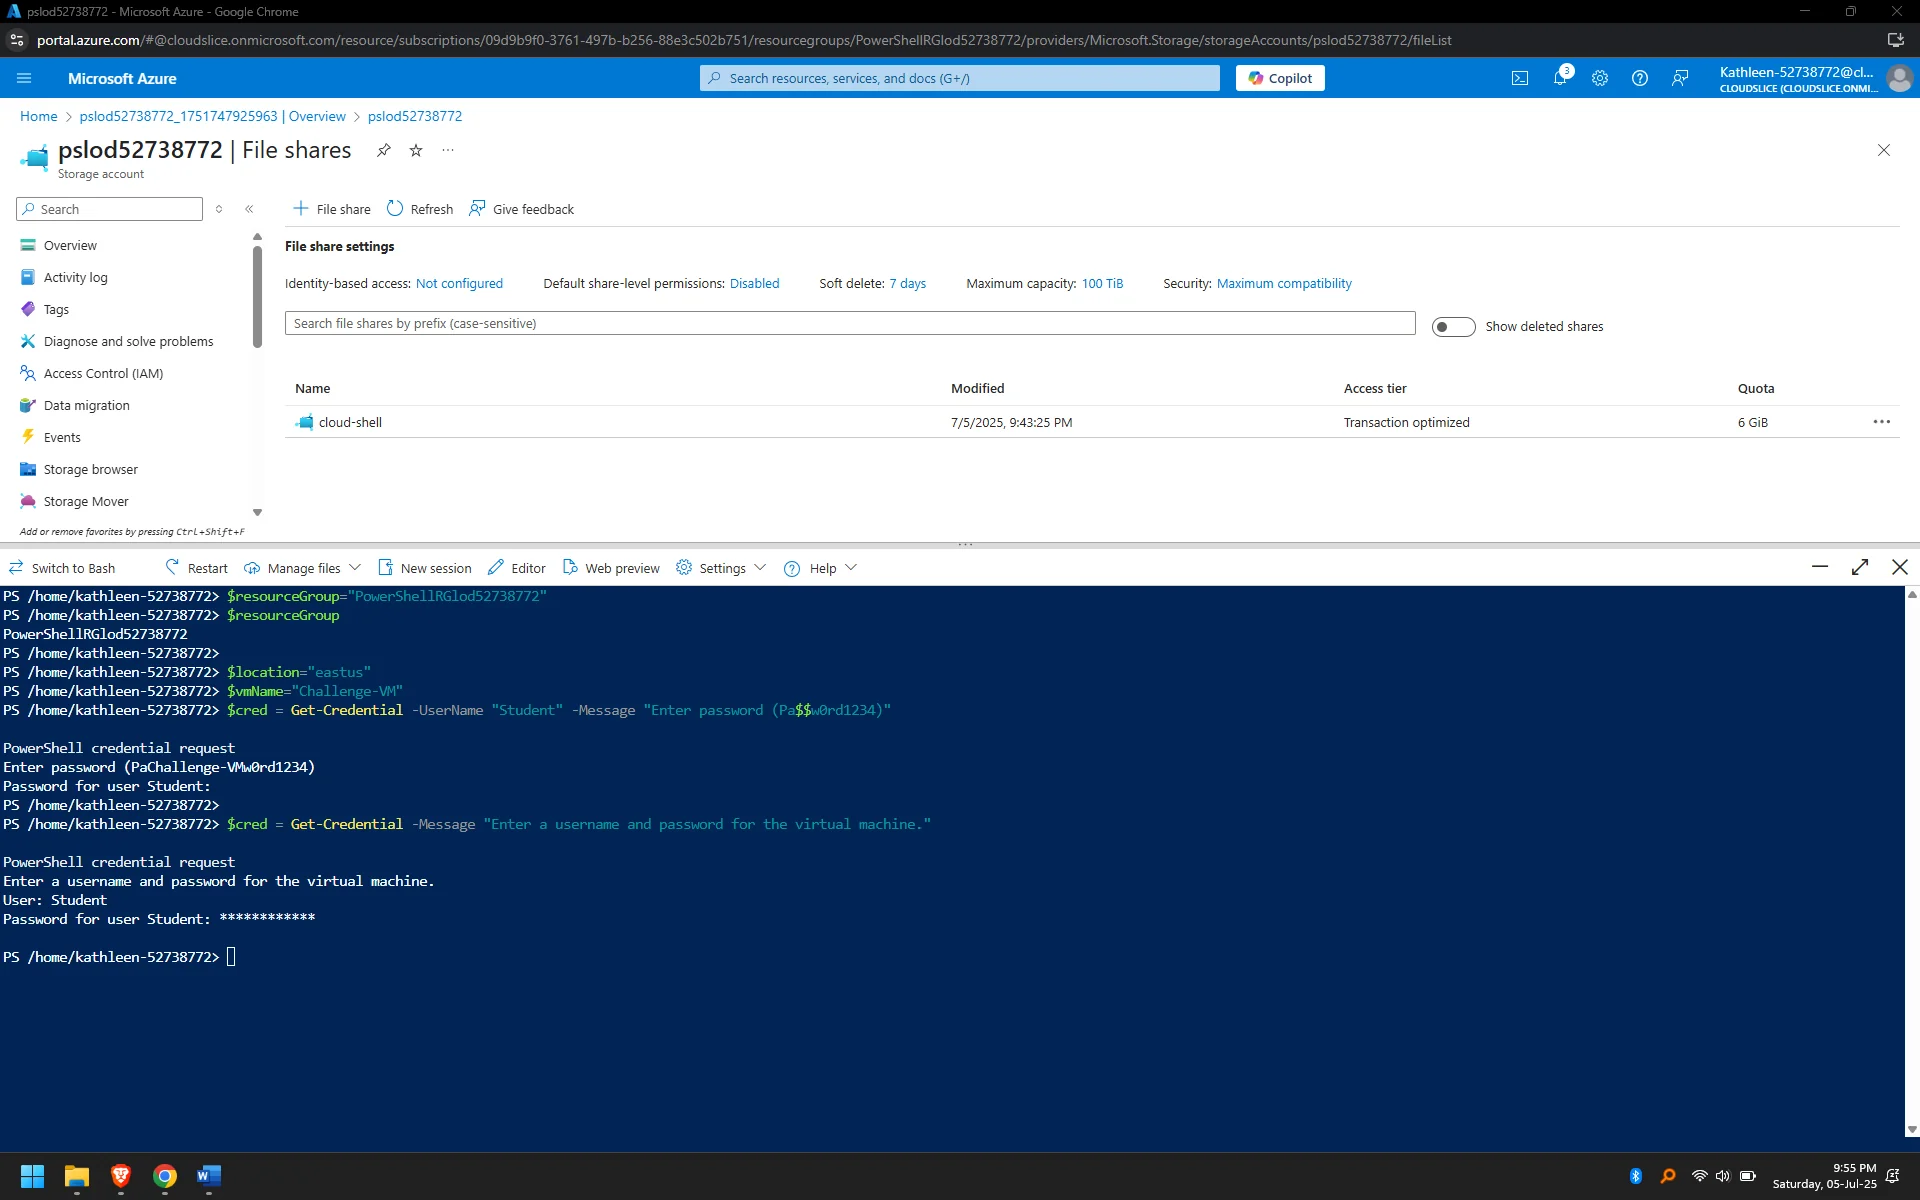 pslod52738772 - Microsoft Azure - Google Chrome
portal.azure.com/#@cloudslice.onmicrosoft.com/resource/subscriptions/09d9b9f0-3761-497b-b256-88e3c502b751/resourcegroups/PowerShellRGlod52738772/providers/Microsoft.Storage/storageAccounts/pslod52738772/fileList
Microsoft Azure
Search resources, services, and docs (G+/)
Copilot
3
Kathleen-52738772@cl...
CLOUDSLICE (CLOUDSLICE.ONMI...
Home > pslod52738772_1751747925963 | Overview > pslod52738772
pslod52738772 | File shares
Storage account
Search
File share
Refresh
Give feedback
Overview
Activity log
Tags
Diagnose and solve problems
Access Control (IAM)
Data migration
Events
Storage browser
Storage Mover
Add or remove favorites by pressing Ctrl+Shift+F
File share settings
Identity-based access: Not configured
Default share-level permissions: Disabled
Soft delete: 7 days
Maximum capacity: 100 TiB
Security: Maximum compatibility
Search file shares by prefix (case-sensitive)
Show deleted shares
Name Modified Access tier Quota
cloud-shell 7/5/2025, 9:43:25 PM Transaction optimized 6 GiB
Switch to Bash
Restart
Manage files
New session
Editor
Web preview
Settings
Help
PS /home/kathleen-52738772> $resourceGroup="PowerShellRGlod52738772"
PS /home/kathleen-52738772> $resourceGroup
PowerShellRGlod52738772
PS /home/kathleen-52738772>
PS /home/kathleen-52738772> $location="eastus"
PS /home/kathleen-52738772> $vmName="Challenge-VM"
PS /home/kathleen-52738772> $cred = Get-Credential -UserName "Student" -Message "Enter password (Pa$$w0rd1234)"
PowerShell credential request
Enter password (PaChallenge-VMw0rd1234)
Password for user Student:
PS /home/kathleen-52738772>
PS /home/kathleen-52738772> $cred = Get-Credential -Message "Enter a username and password for the virtual machine."
PowerShell credential request
Enter a username and password for the virtual machine.
User: Student
Password for user Student: ************
PS /home/kathleen-52738772>
9:55 PM
Saturday, 05-Jul-25